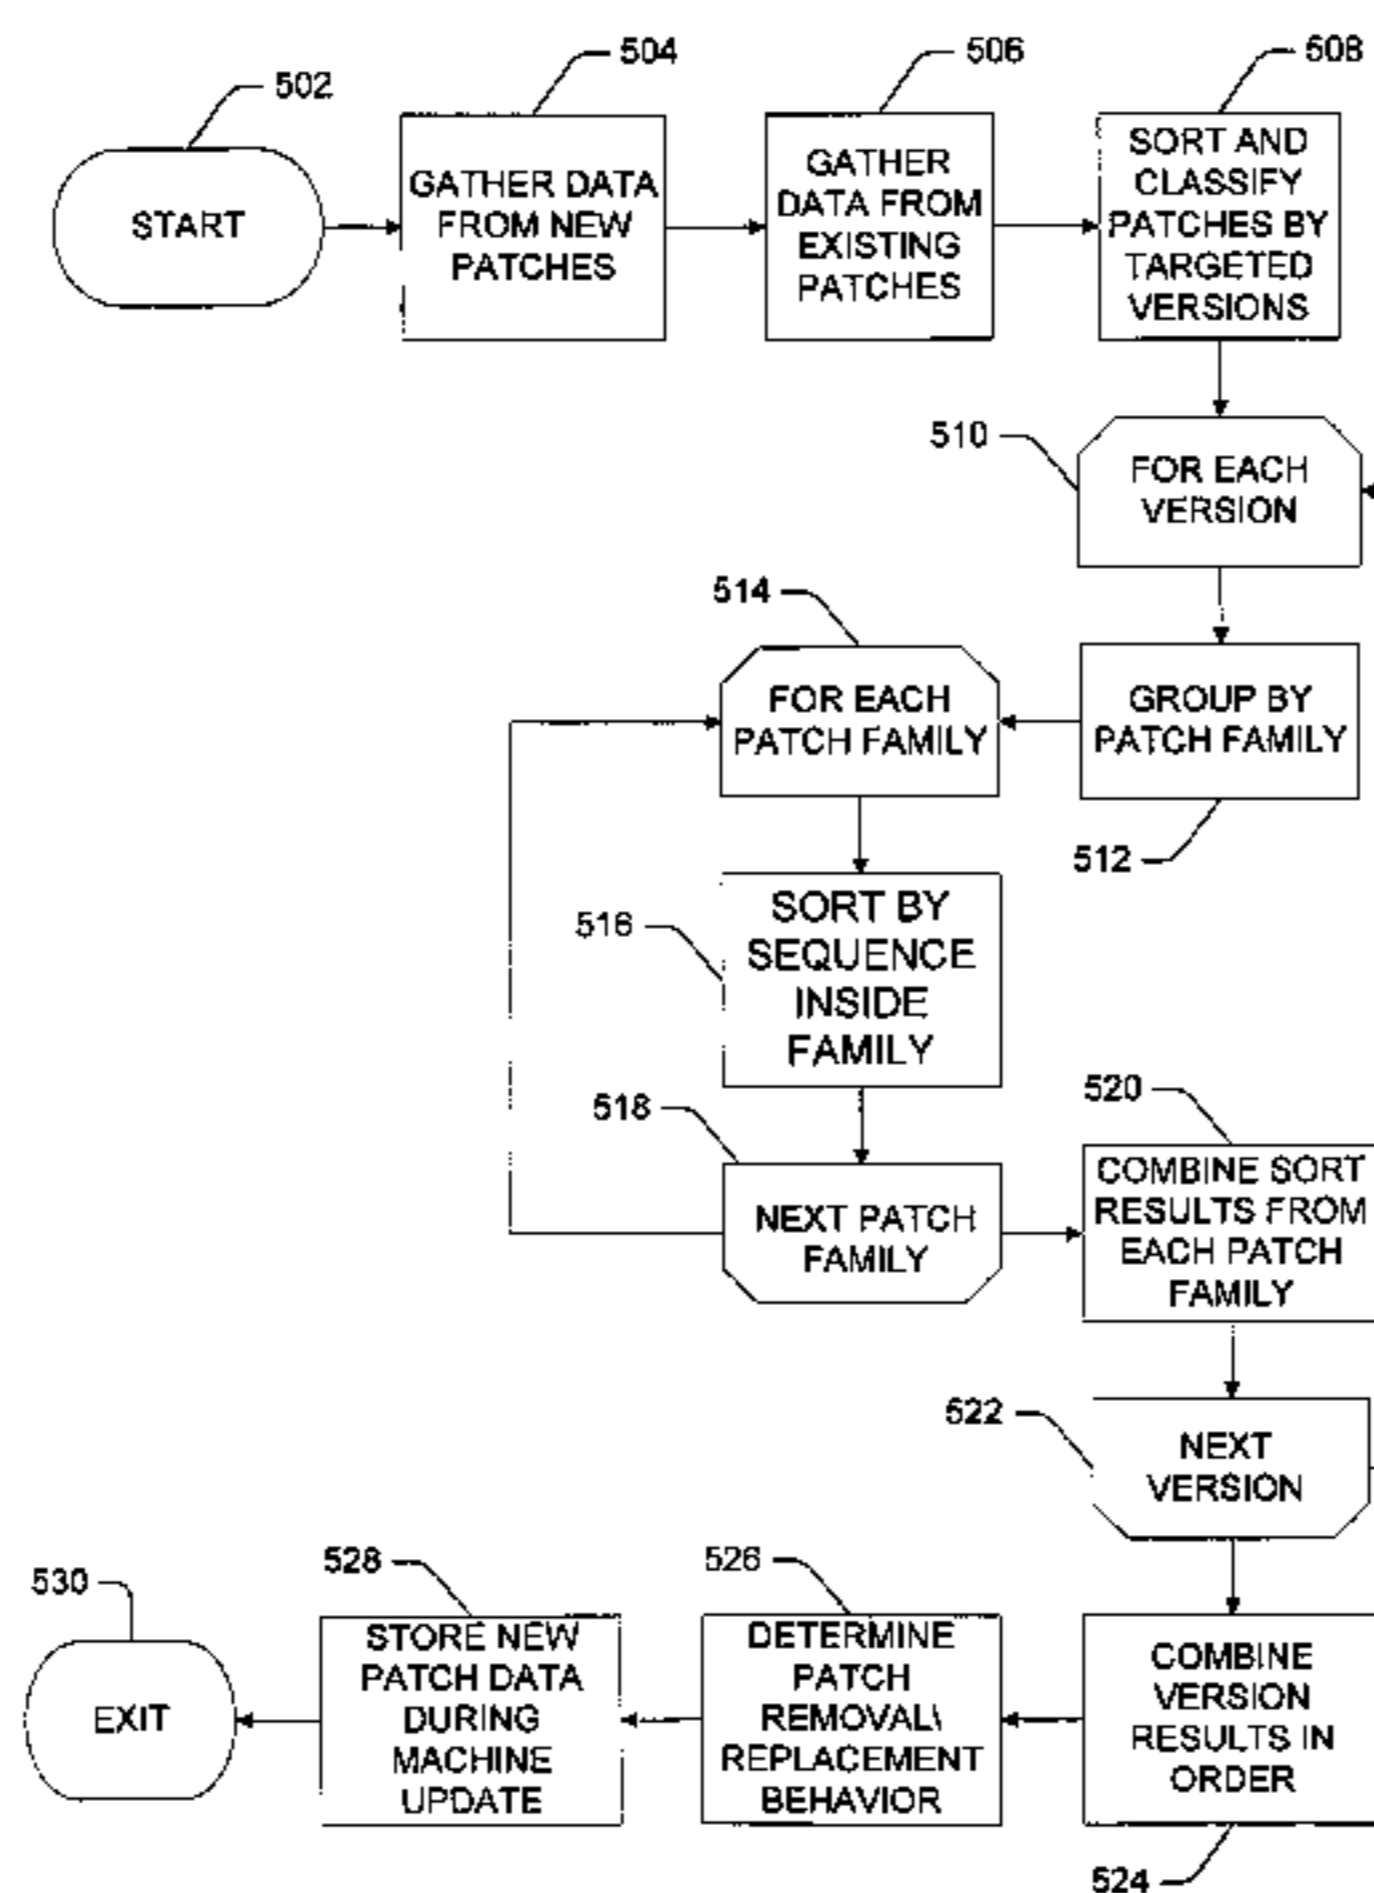 502
504
506
508
START
GATHER DATA
FROM NEW
PATCHES
GATHER
DATA FROM
EXISTING
PATCHES
SORT AND
CLASSIFY
PATCHES BY
TARGETED
VERSIONS
510
FOR EACH
VERSION
514
FOR EACH
PATCH FAMILY
GROUP BY
PATCH FAMILY
512
516
SORT BY
SEQUENCE
INSIDE
FAMILY
518
NEXT PATCH
FAMILY
520
COMBINE SORT
RESULTS FROM
EACH PATCH
FAMILY
522
NEXT
VERSION
530
528
526
EXIT
STORE NEW
PATCH DATA
DURING
MACHINE
UPDATE
DETERMINE
PATCH
REMOVAL\
REPLACEMENT
BEHAVIOR
COMBINE
VERSION
RESULTS IN
ORDER
524